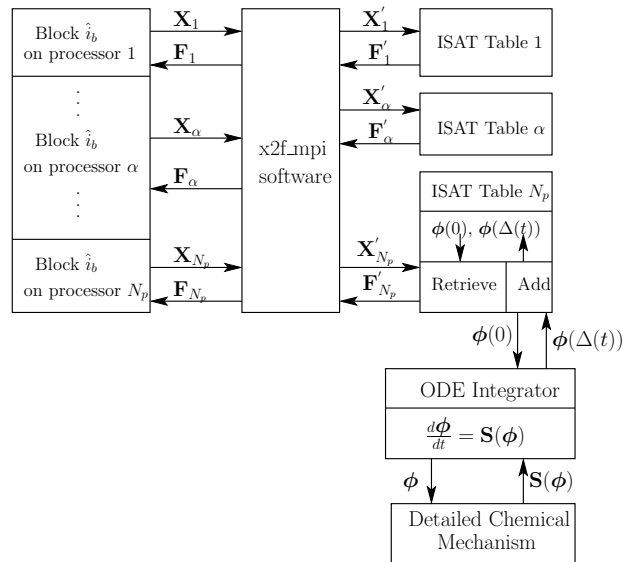 Block î_b
on processor 1
X_1
F_1
X'_1
F'_1
ISAT Table 1
. . .
Block î_b
on processor α
. . .
X_α
F_α
x2f_mpi
software
X'_α
F'_α
ISAT Table α
Block î_b
on processor N_p
X_{N_p}
F_{N_p}
X'_{N_p}
F'_{N_p}
ISAT Table N_p
ϕ(0), ϕ(Δ(t))
Retrieve
Add
ϕ(0)
ϕ(Δ(t))
ODE Integrator
dϕ/dt = S(ϕ)
ϕ
S(ϕ)
Detailed Chemical
Mechanism